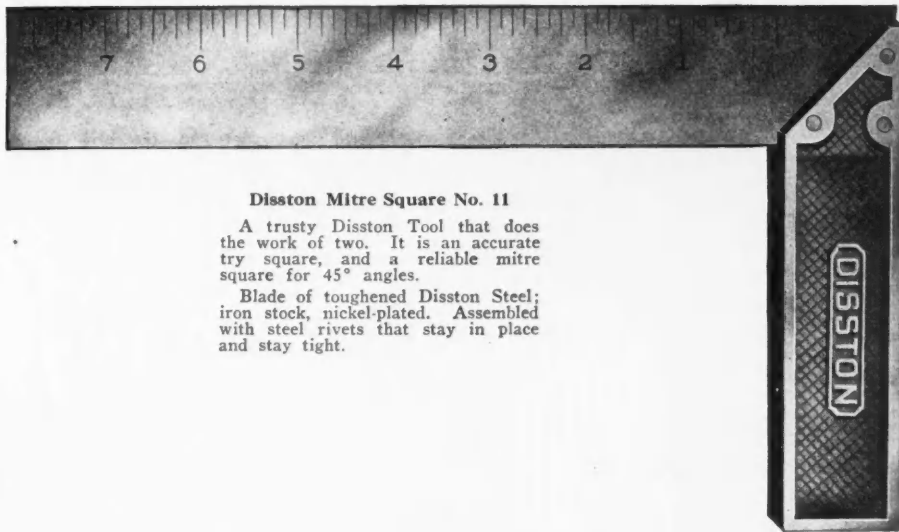 7 6 5 4 3 2 1
Disston Mitre Square No. 11
A trusty Disston Tool that does
the work of two. It is an accurate
try square, and a reliable mitre
square for 45° angles.
Blade of toughened Disston Steel;
iron stock, nickel-plated. Assembled
with steel rivets that stay in place
and stay tight.
DISSTON